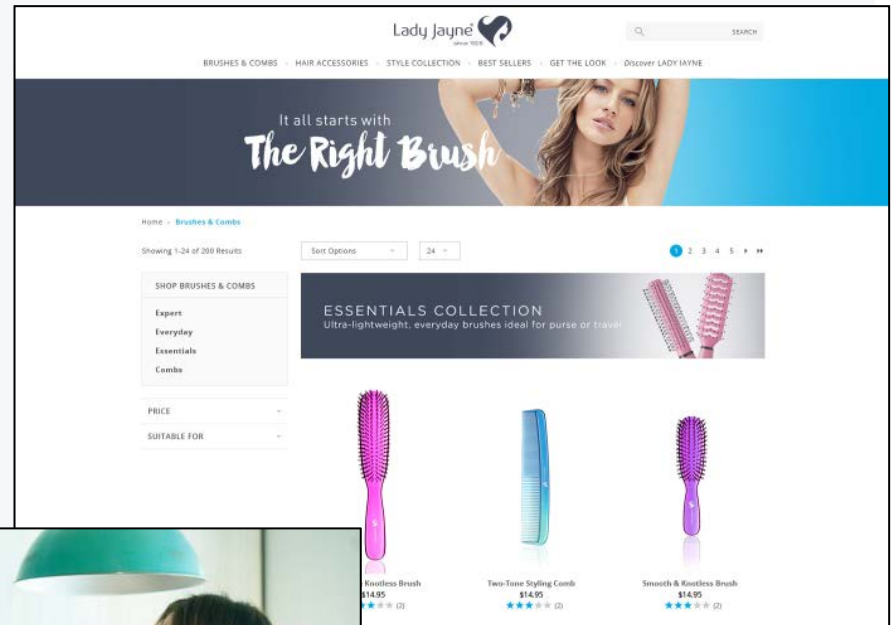 Lady Jayne
since 1928
SEARCH
BRUSHES & COMBS
HAIR ACCESSORIES
STYLE COLLECTION
BEST SELLERS
GET THE LOOK
Discover LADY JAYNE
It all starts with
The Right Brush
Home
Brushes & Combs
Showing 1-24 of 200 Results
Sort Options
24
1 2 3 4 5
SHOP BRUSHES & COMBS
Expert
Everyday
Essentials
Combs
PRICE
SUITABLE FOR
ESSENTIALS COLLECTION
Ultra-lightweight, everyday brushes ideal for purse or travel
Knotless Brush
$14.95
(2)
Two-Tone Styling Comb
$14.95
(2)
Smooth & Knotless Brush
$14.95
(2)